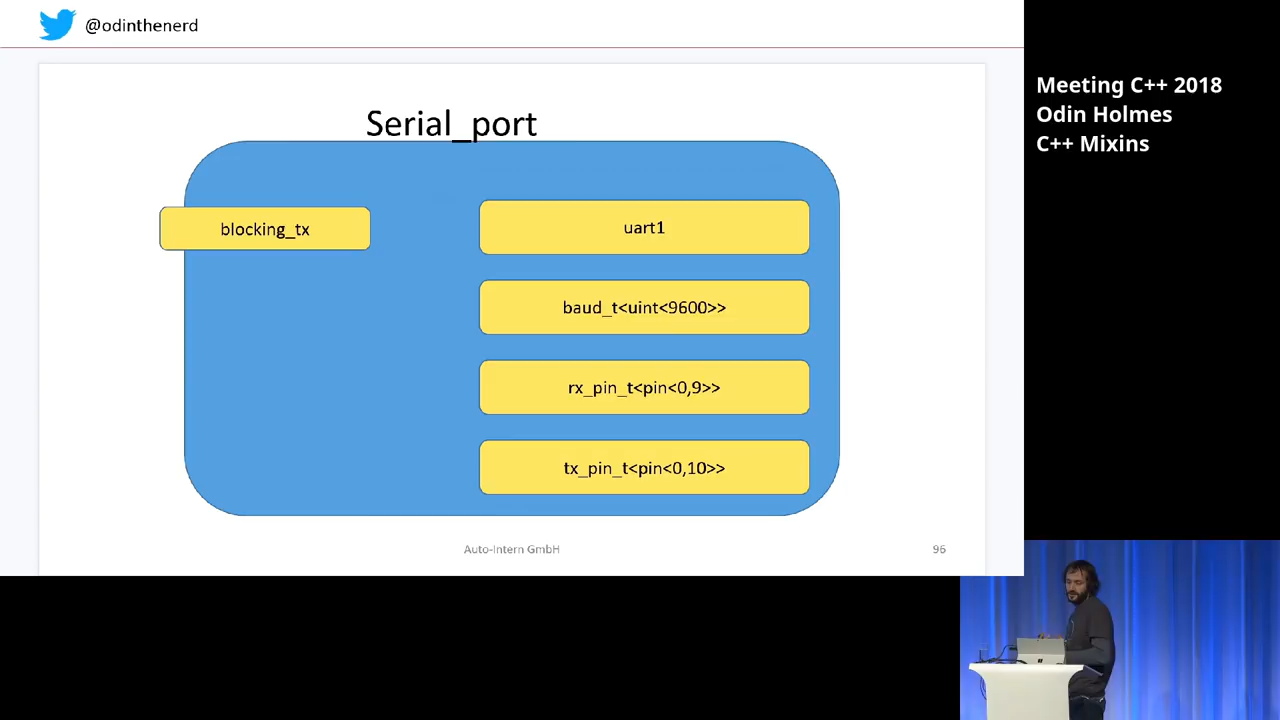 @odinthenerd
Serial_port
blocking_tx
uart1
baud_t<uint<9600>>
rx_pin_t<pin<0,9>>
tx_pin_t<pin<0,10>>
Auto-Intern GmbH
96
Meeting C++ 2018
Odin Holmes
C++ Mixins